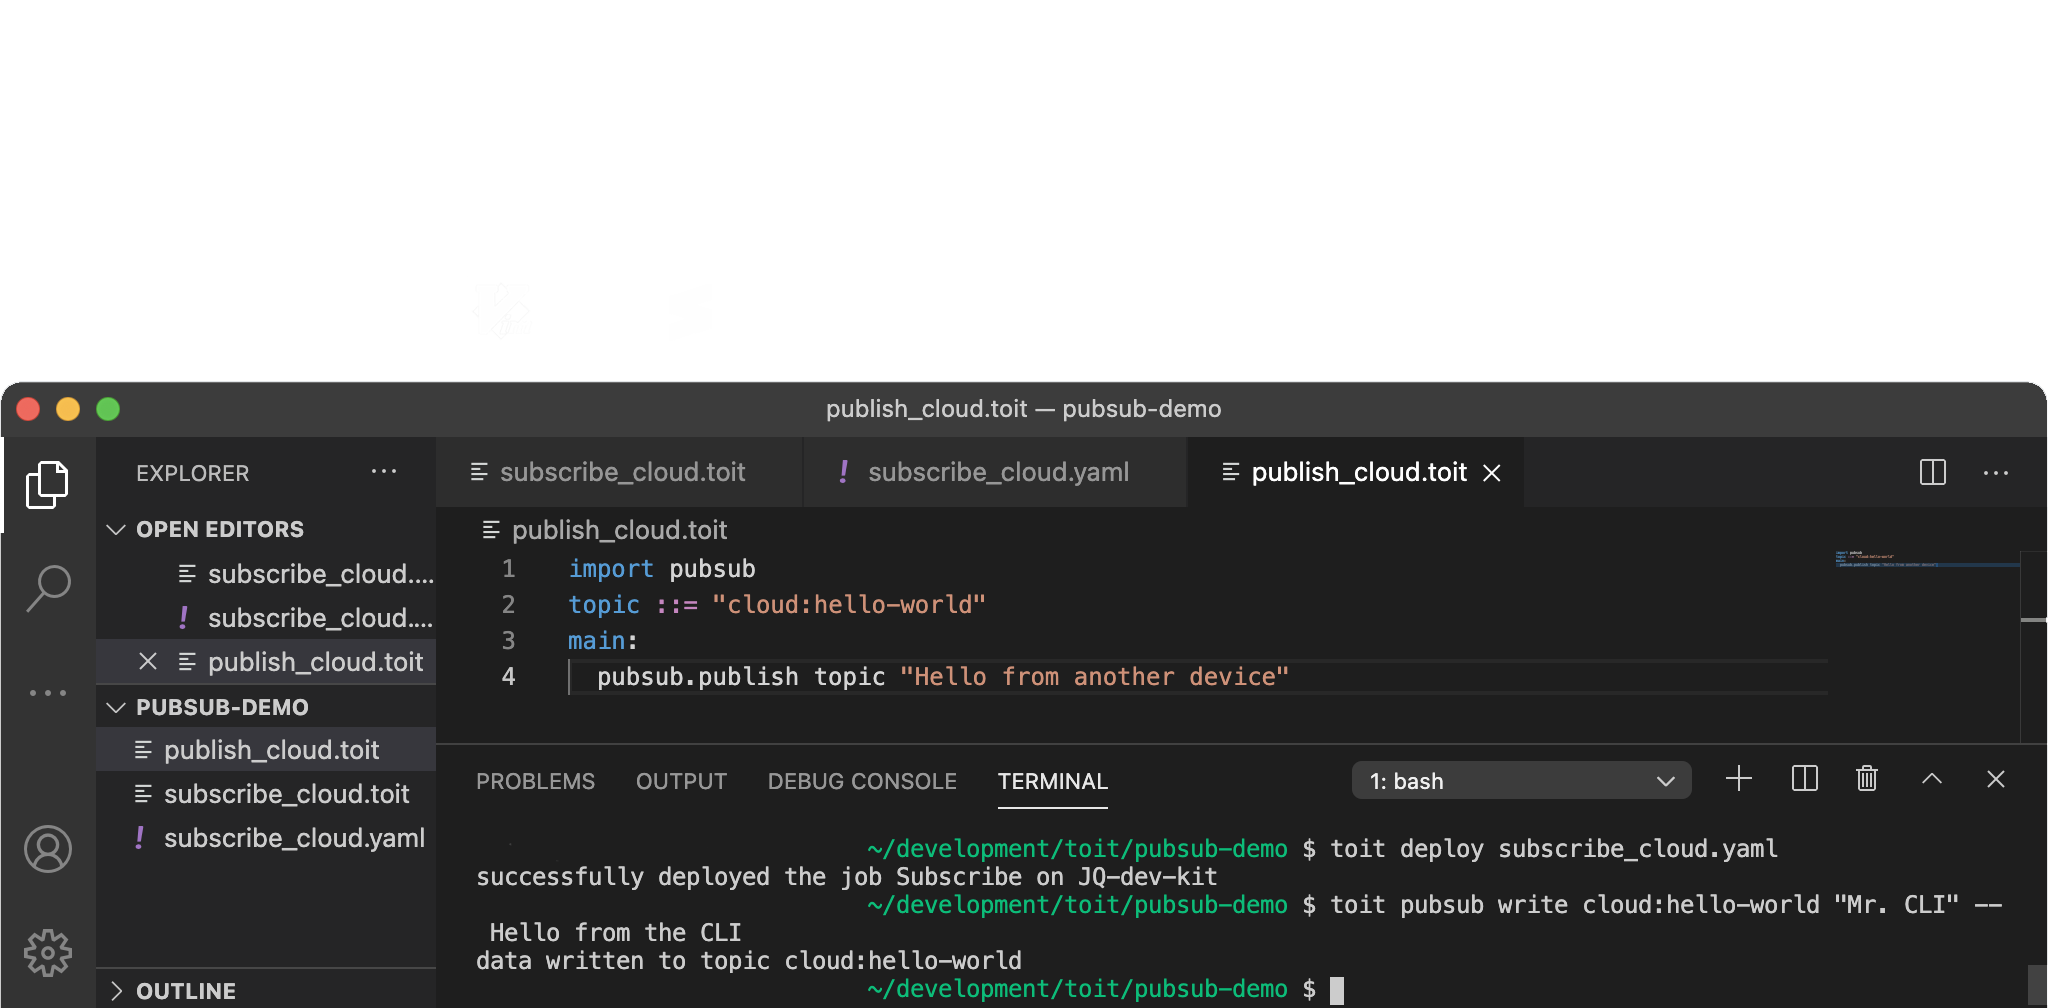 publish_cloud.toit — pubsub-demo
EXPLORER ...
OPEN EDITORS
subscribe_cloud....
! subscribe_cloud....
publish_cloud.toit
PUBSUB-DEMO
publish_cloud.toit
subscribe_cloud.toit
! subscribe_cloud.yaml
OUTLINE
subscribe_cloud.toit ! subscribe_cloud.yaml publish_cloud.toit
publish_cloud.toit
1 import pubsub
2 topic ::= "cloud:hello-world"
3 main:
4 pubsub.publish topic "Hello from another device"
PROBLEMS OUTPUT DEBUG CONSOLE TERMINAL 1: bash
~/development/toit/pubsub-demo $ toit deploy subscribe_cloud.yaml
successfully deployed the job Subscribe on JQ-dev-kit
~/development/toit/pubsub-demo $ toit pubsub write cloud:hello-world "Mr. CLI" --
Hello from the CLI
data written to topic cloud:hello-world
~/development/toit/pubsub-demo $